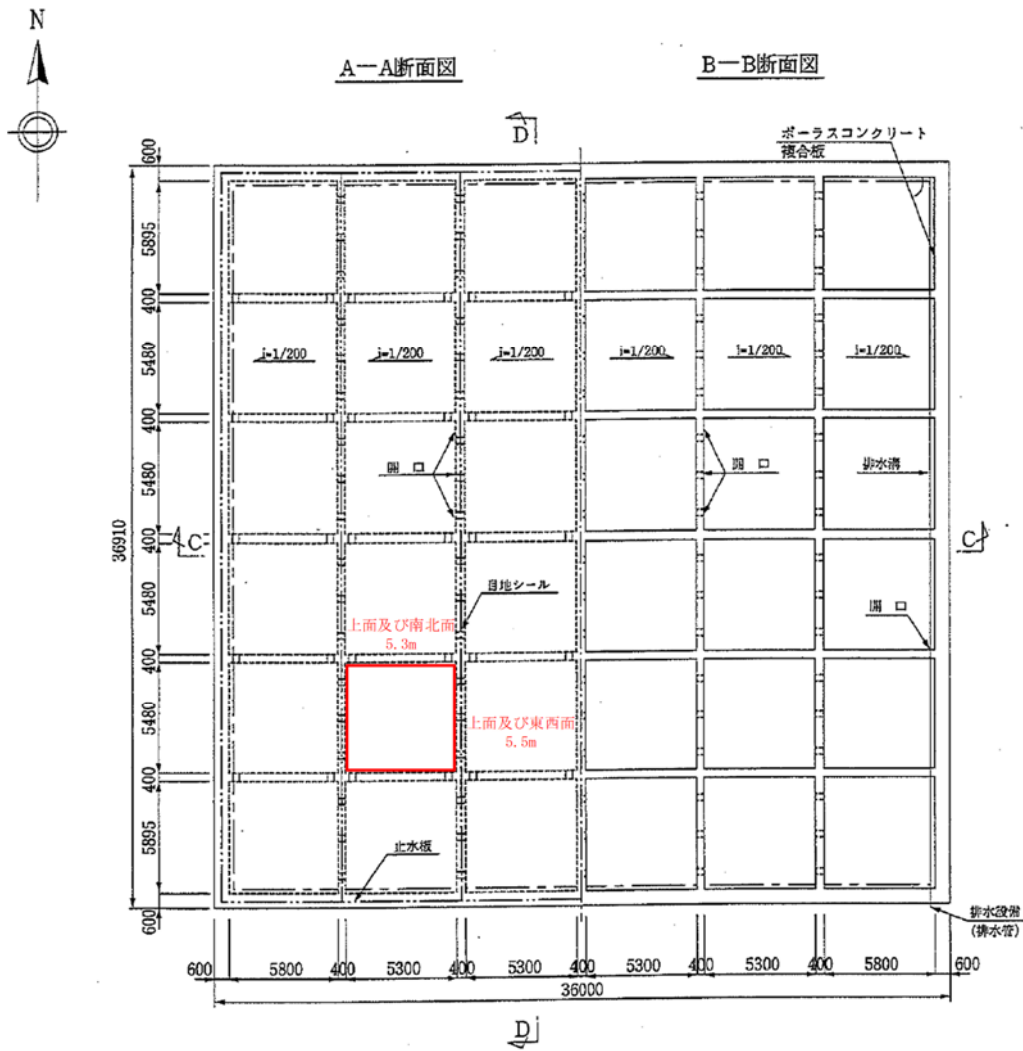 N
A—A断面図
B—B断面図
D
ポーラスコンクリート
複合板
600
5895
400
5480
400
5480
400
5480
400
5480
400
5895
600
36910
i=1/200
i=1/200
i=1/200
i=1/200
i=1/200
i=1/200
開口
開口
排水溝
C
C
目地シール
開口
上面及び南北面
5.3m
上面及び東西面
5.5m
止水板
排水設備
(排水管)
600
5800
400
5300
400
5300
400
5300
400
5300
400
5800
600
36000
D